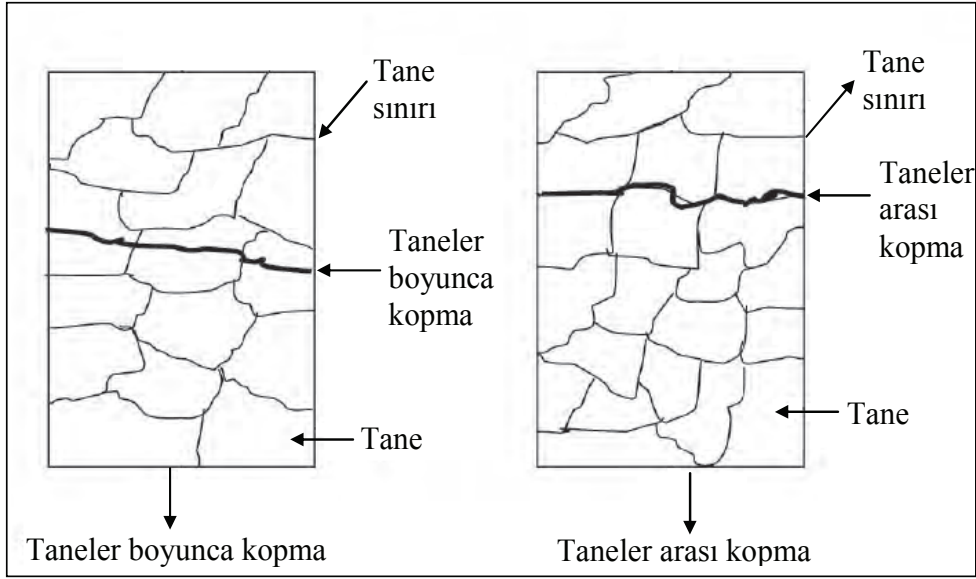 Tane
sınırı
Taneler
boyunca
kopma
Tane
Taneler boyunca kopma
Tane
sınırı
Taneler
arası
kopma
Tane
Taneler arası kopma